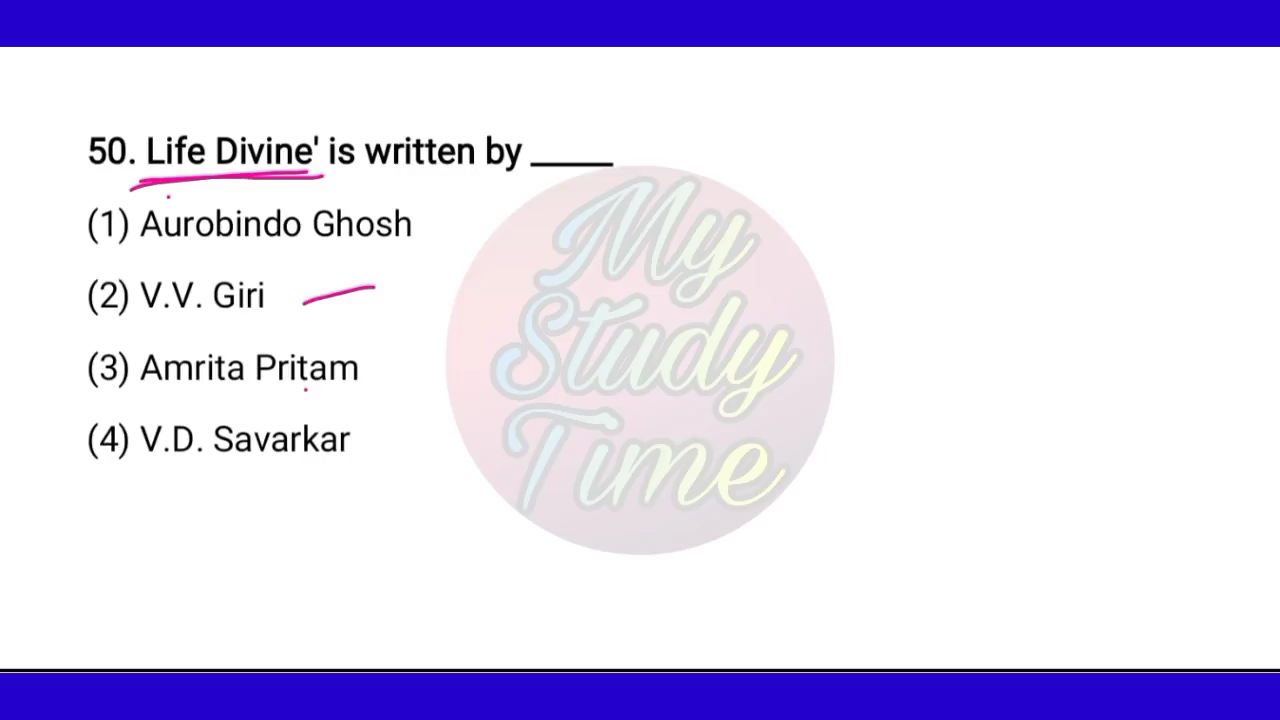 50. Life Divine' is written by _____
(1) Aurobindo Ghosh
(2) V.V. Giri
(3) Amrita Pritam
(4) V.D. Savarkar
My
Study
Time